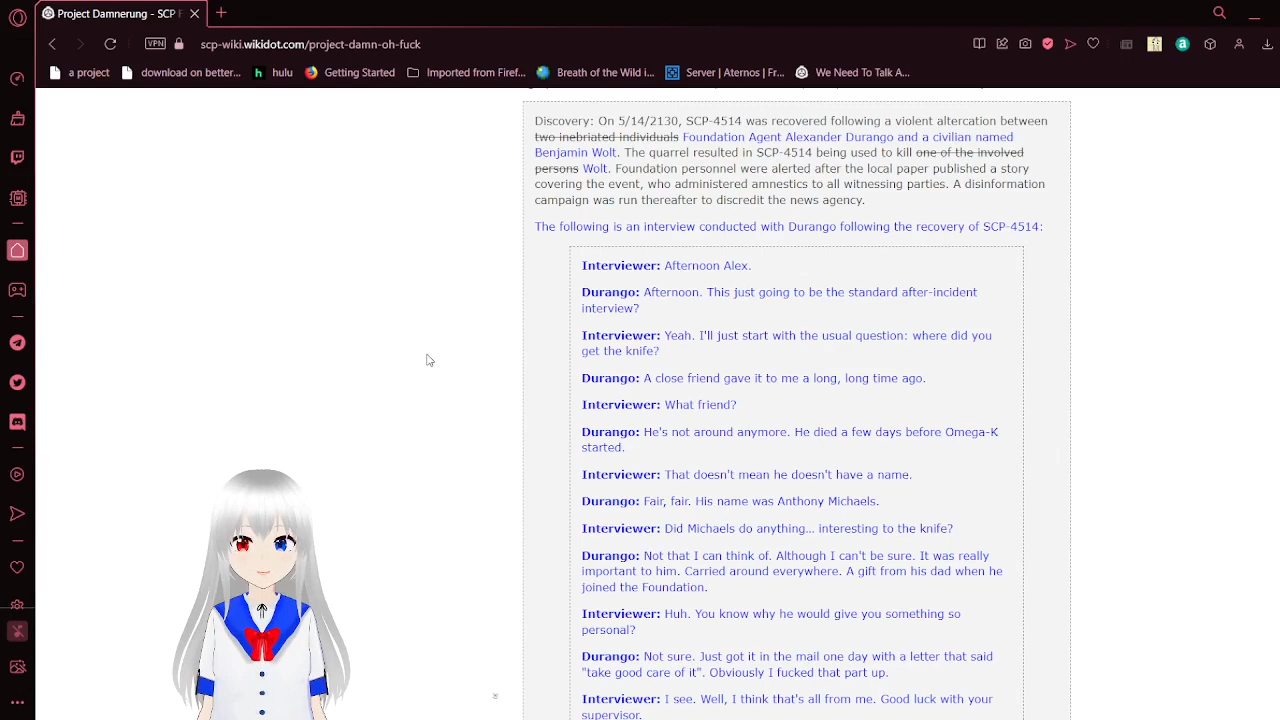 Project Damnerung - SCP F
VPN
scp-wiki.wikidot.com/project-damn-oh-fuck
a project
download on better...
hulu
Getting Started
Imported from Firef...
Breath of the Wild i...
Server | Aternos | Fr...
We Need To Talk A...
Discovery: On 5/14/2130, SCP-4514 was recovered following a violent altercation between
two inebriated individuals Foundation Agent Alexander Durango and a civilian named
Benjamin Wolt. The quarrel resulted in SCP-4514 being used to kill one of the involved
persons Wolt. Foundation personnel were alerted after the local paper published a story
covering the event, who administered amnestics to all witnessing parties. A disinformation
campaign was run thereafter to discredit the news agency.
The following is an interview conducted with Durango following the recovery of SCP-4514:
Interviewer: Afternoon Alex.
Durango: Afternoon. This just going to be the standard after-incident
interview?
Interviewer: Yeah. I'll just start with the usual question: where did you
get the knife?
Durango: A close friend gave it to me a long, long time ago.
Interviewer: What friend?
Durango: He's not around anymore. He died a few days before Omega-K
started.
Interviewer: That doesn't mean he doesn't have a name.
Durango: Fair, fair. His name was Anthony Michaels.
Interviewer: Did Michaels do anything... interesting to the knife?
Durango: Not that I can think of. Although I can't be sure. It was really
important to him. Carried around everywhere. A gift from his dad when he
joined the Foundation.
Interviewer: Huh. You know why he would give you something so
personal?
Durango: Not sure. Just got it in the mail one day with a letter that said
"take good care of it". Obviously I fucked that part up.
Interviewer: I see. Well, I think that's all from me. Good luck with your
supervisor.